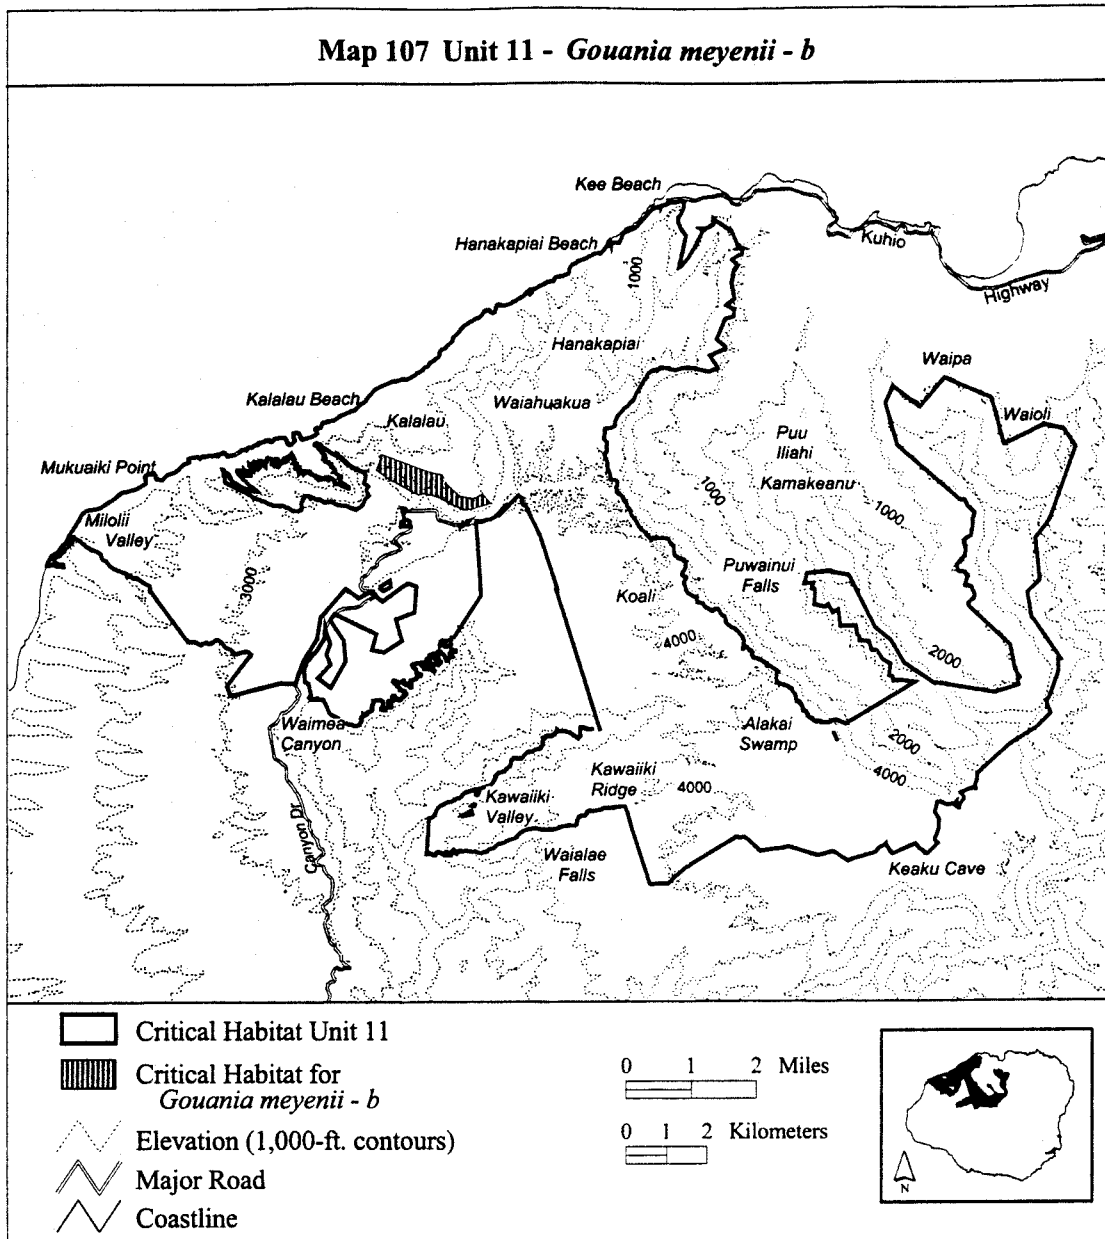 Map 107 Unit 11 - Gouania meyenii - b
Kee Beach
Hanakapiai Beach
Kuhio
Highway
1000
Hanakapiai
Waipa
Kalalau Beach
Waiahuakua
Waioli
Kalalau
Puu
Iliahi
Mukuaiki Point
Kamakeanu
1000
1000
Milolii
Valley
Puwainui
Falls
3000
Koali
4000
2000
Waimea
Canyon
Alakai
Swamp
2000
Kawaiiki
Ridge
4000
4000
Kawaiiki
Valley
Canyon Dr
Waialae
Falls
Keaku Cave
Critical Habitat Unit 11
Critical Habitat for
Gouania meyenii - b
Elevation (1,000-ft. contours)
Major Road
Coastline
0 1 2 Miles
0 1 2 Kilometers
N